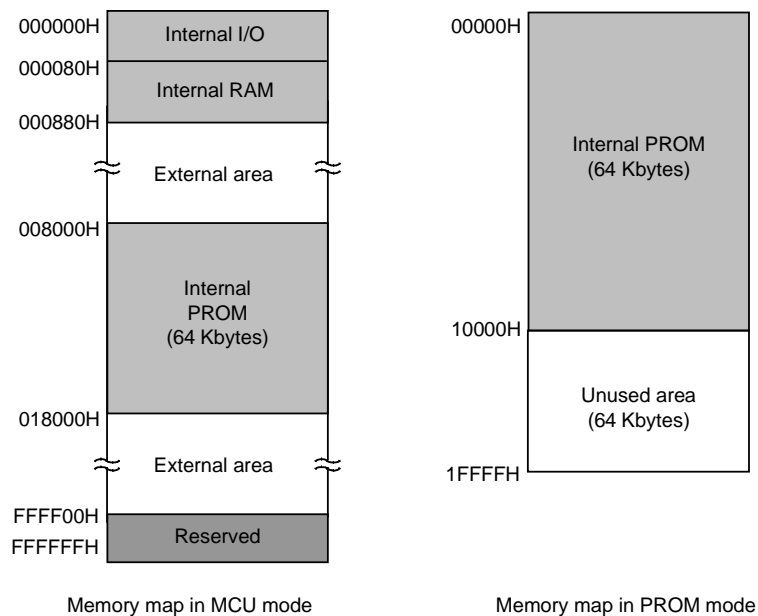 000000H
Internal I/O
000080H
Internal RAM
000880H
External area
008000H
Internal
PROM
(64 Kbytes)
018000H
External area
FFFF00H
Reserved
FFFFFFH
Memory map in MCU mode
00000H
Internal PROM
(64 Kbytes)
10000H
Unused area
(64 Kbytes)
1FFFFH
Memory map in PROM mode